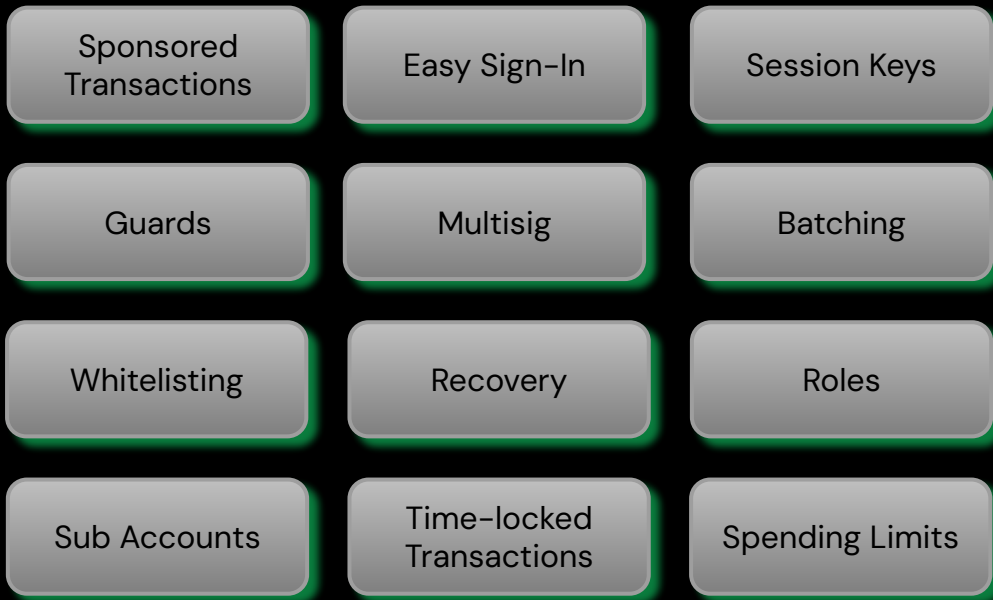 Sponsored
Transactions
Easy Sign-In
Session Keys
Guards
Multisig
Batching
Whitelisting
Recovery
Roles
Sub Accounts
Time-locked
Transactions
Spending Limits